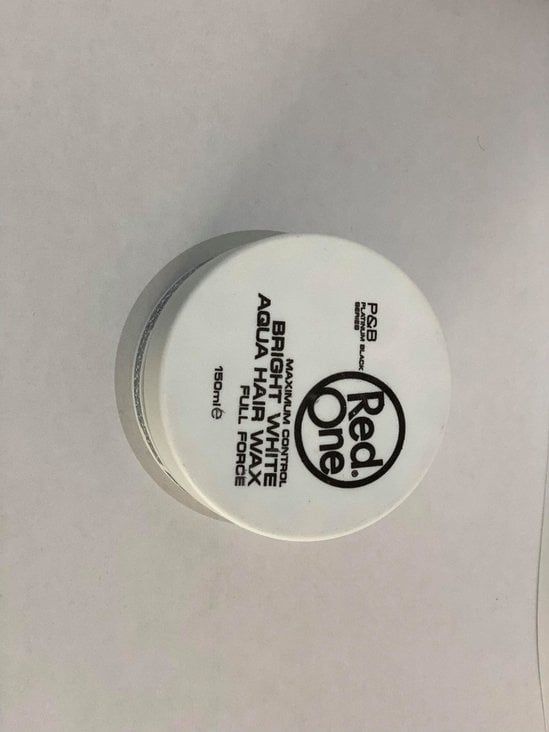 P&B
PLATINUM BLACK
SERIES
Red
One®
MAXIMUM CONTROL
BRIGHT WHITE
AQUA HAIR WAX
FULL FORCE
150ml ℮